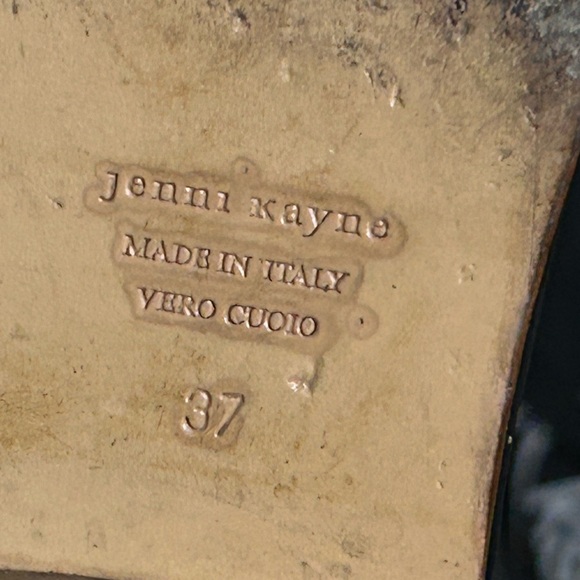 jenni kayne
MADE IN ITALY
VERO CUOIO
37